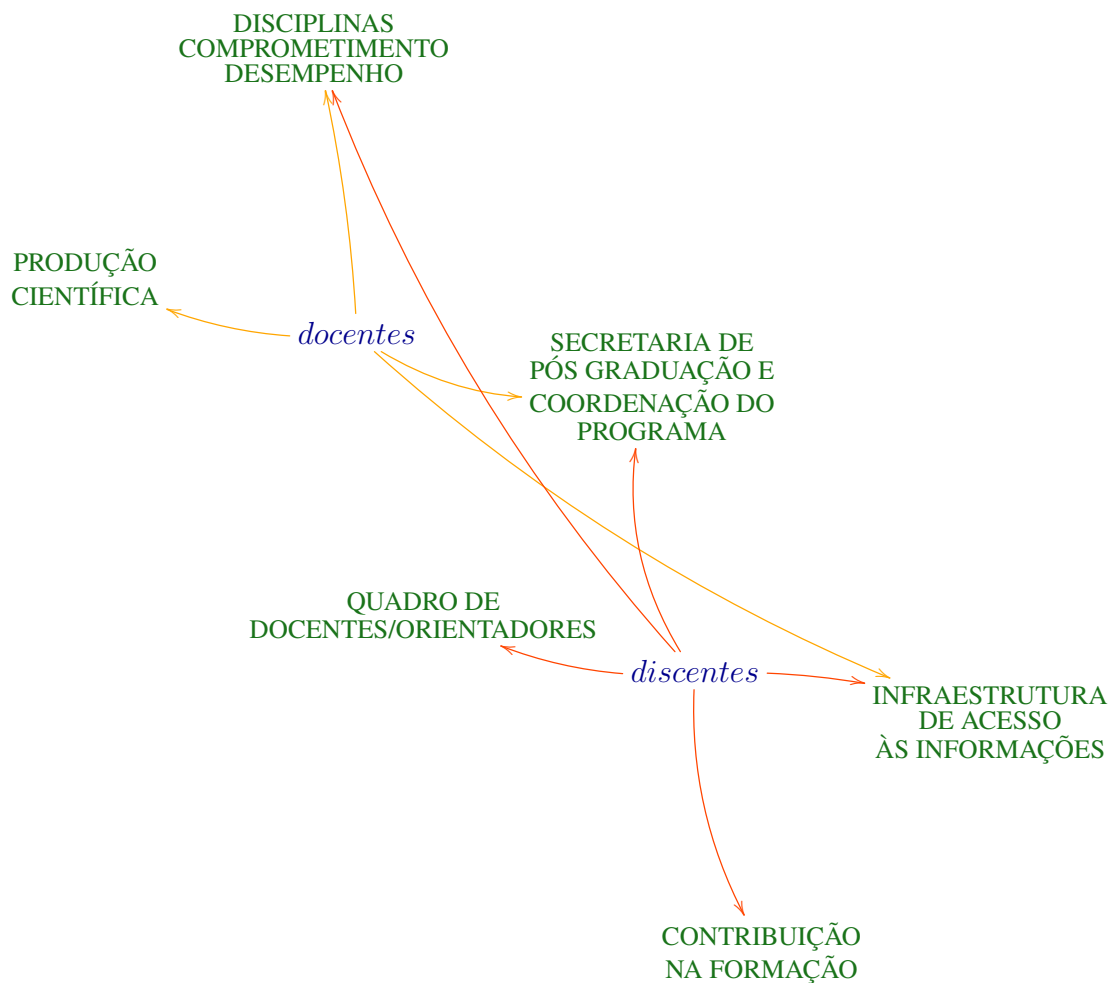 DISCIPLINAS
COMPROMETIMENTO
DESEMPENHO
PRODUÇÃO
CIENTÍFICA
docentes
SECRETARIA DE
PÓS GRADUAÇÃO E
COORDENAÇÃO DO
PROGRAMA
QUADRO DE
DOCENTES/ORIENTADORES
discentes
INFRAESTRUTURA
DE ACESSO
ÀS INFORMAÇÕES
CONTRIBUIÇÃO
NA FORMAÇÃO